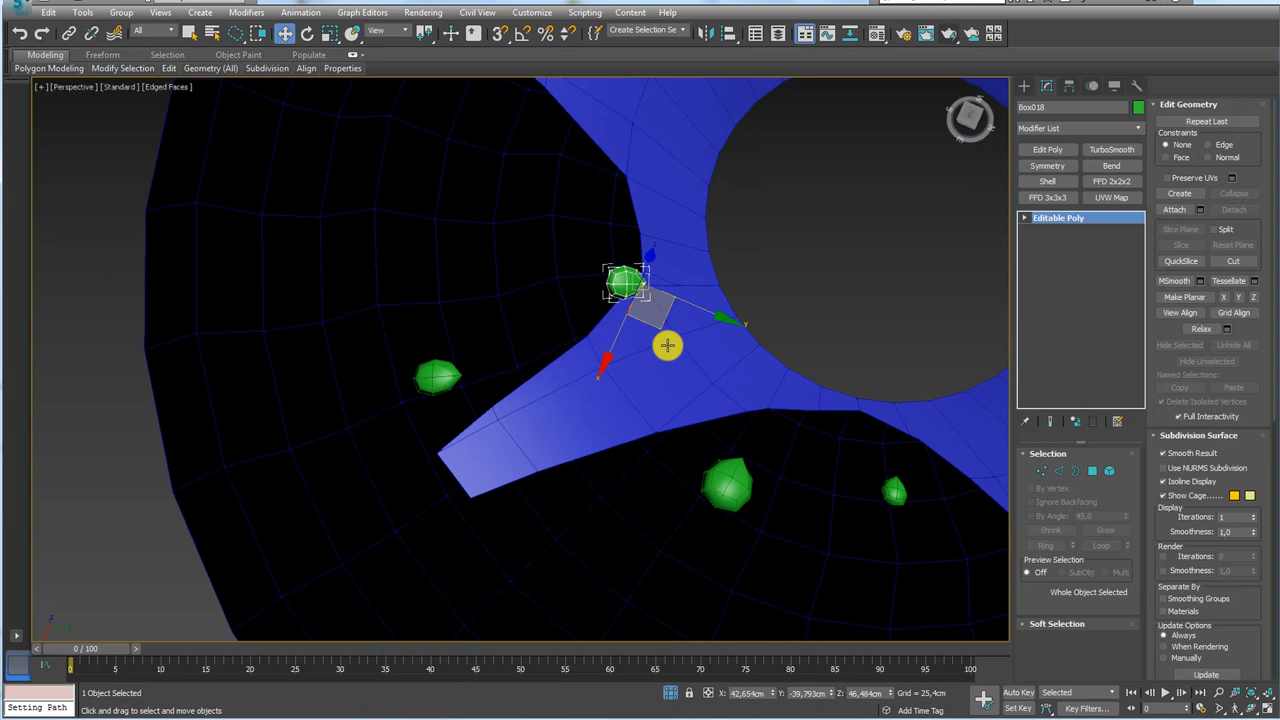 Edit Tools Group Views Create Modifiers Animation Graph Editors Rendering Civil View Customize Scripting Content Help
All View Create Selection Se
Modeling Freeform Selection Object Paint Populate
Polygon Modeling Modify Selection Edit Geometry (All) Subdivision Align Properties
[+] [Perspective] [Standard] [Edged Faces]
Box018
Modifier List
Edit Poly TurboSmooth
Symmetry Bend
Shell FFD 2x2x2
FFD 3x3x3 UVW Map
Editable Poly
Selection
By Vertex
Ignore Backfacing
By Angle: 45,0
Shrink Grow
Ring Loop
Preview Selection
Off SubObj Multi
Whole Object Selected
Soft Selection
Edit Geometry
Repeat Last
Constraints
None Edge
Face Normal
Preserve UVs
Create Collapse
Attach Detach
Slice Plane Split
Slice Reset Plane
QuickSlice Cut
MSmooth Tessellate
Make Planar X Y Z
View Align Grid Align
Relax
Hide Selected Unhide All
Hide Unselected
Named Selections:
Copy Paste
Delete Isolated Vertices
Full Interactivity
Subdivision Surface
Smooth Result
Use NURMS Subdivision
Isoline Display
Show Cage......
Display
Iterations: 1
Smoothness: 1,0
Render
Iterations: 0
Smoothness: 1,0
Separate By
Smoothing Groups
Materials
Update Options
Always
When Rendering
Manually
Update
z
y
x
0 / 100
0 5 10 15 20 25 30 35 40 45 50 55 60 65 70 75 80 85 90 95 100
1 Object Selected X: 42,654cm Y: -39,793cm Z: 46,484cm Grid = 25,4cm Auto Key Selected
Setting Path Click and drag to select and move objects Add Time Tag Set Key Key Filters... 0